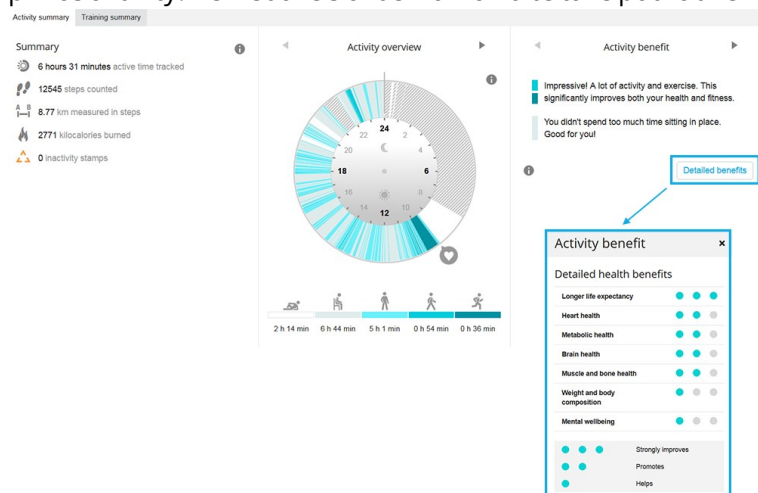 Activity summary Training summary
Summary
6 hours 31 minutes active time tracked
12545 steps counted
A B
8.77 km measured in steps
2771 kilocalories burned
0 inactivity stamps
Activity overview
24
22 2
20 4
18 6
16 8
14 10
12
2 h 14 min 6 h 44 min 5 h 1 min 0 h 54 min 0 h 36 min
Activity benefit
Impressive! A lot of activity and exercise. This
significantly improves both your health and fitness.
You didn't spend too much time sitting in place.
Good for you!
Detailed benefits
Activity benefit ×
Detailed health benefits
Longer life expectancy
Heart health
Metabolic health
Brain health
Muscle and bone health
Weight and body
composition
Mental wellbeing
Strongly improves
Promotes
Helps